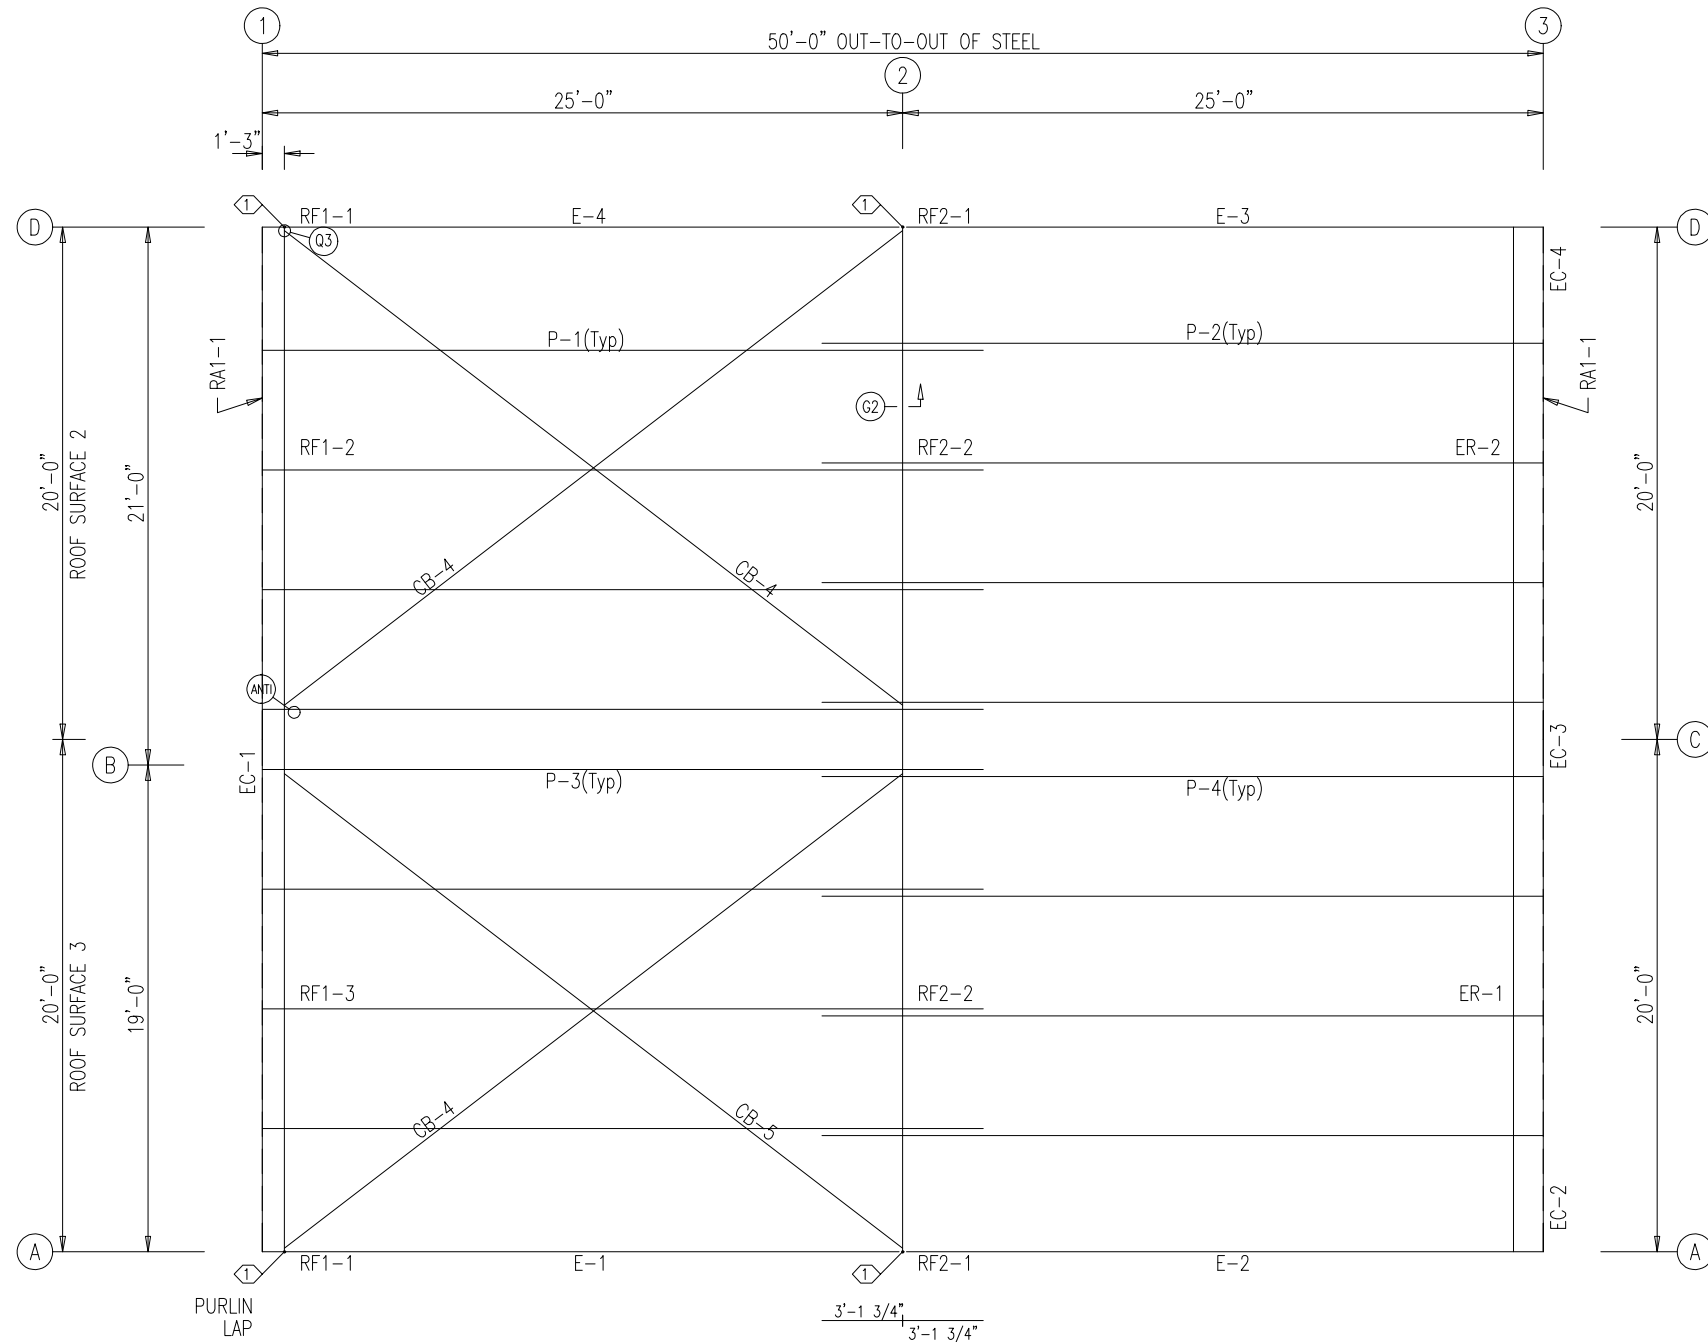 1
3
50'-0" OUT-TO-OUT OF STEEL
2
25'-0"
25'-0"
1'-3"
1
RF1-1
E-4
1
RF2-1
E-3
D
D
Q3
EC-4
P-1(Typ)
P-2(Typ)
RA1-1
RA1-1
G2
RF1-2
RF2-2
ER-2
20'-0"
ROOF SURFACE 2
21'-0"
20'-0"
CB-4
CB-4
ANTI
B
EC-1
EC-3
C
P-3(Typ)
P-4(Typ)
RF1-3
RF2-2
ER-1
20'-0"
ROOF SURFACE 3
19'-0"
20'-0"
CB-4
CB-5
EC-2
A
A
1
RF1-1
E-1
1
RF2-1
E-2
PURLIN
LAP
3'-1 3/4"
3'-1 3/4"